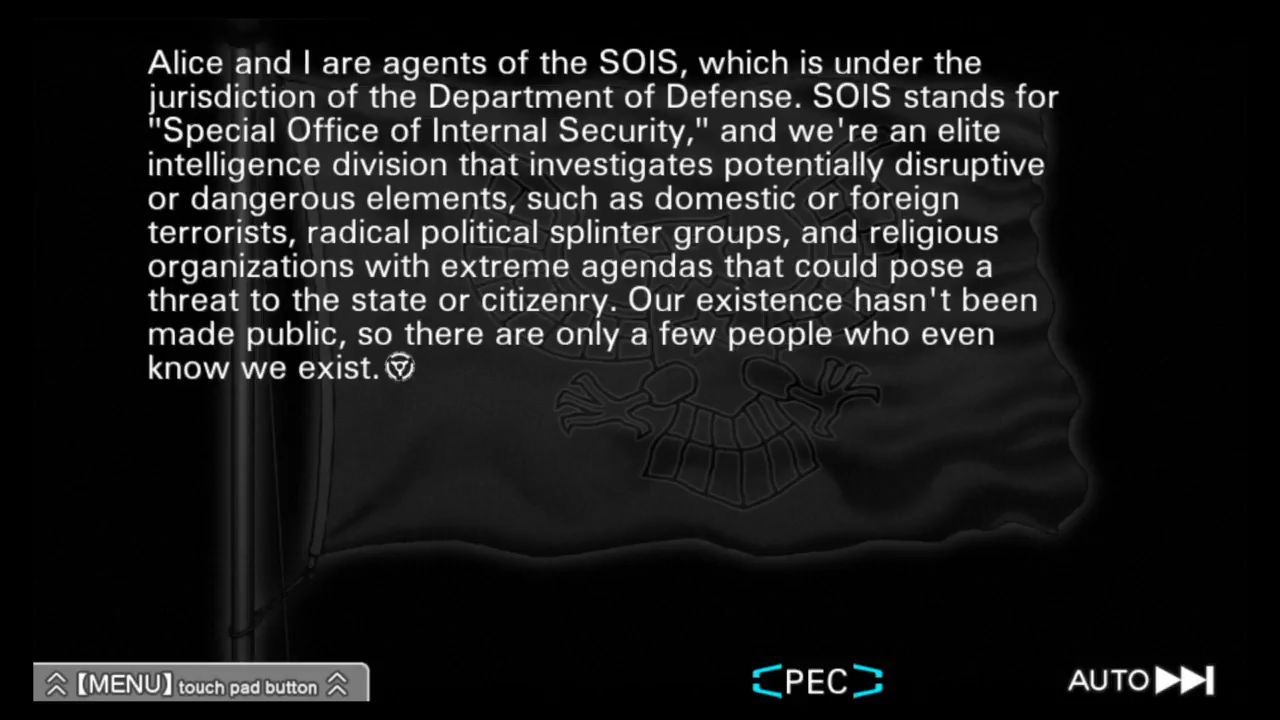 Alice and I are agents of the SOIS, which is under the
jurisdiction of the Department of Defense. SOIS stands for
"Special Office of Internal Security," and we're an elite
intelligence division that investigates potentially disruptive
or dangerous elements, such as domestic or foreign
terrorists, radical political splinter groups, and religious
organizations with extreme agendas that could pose a
threat to the state or citizenry. Our existence hasn't been
made public, so there are only a few people who even
know we exist.
【MENU】 touch pad button
PEC
AUTO